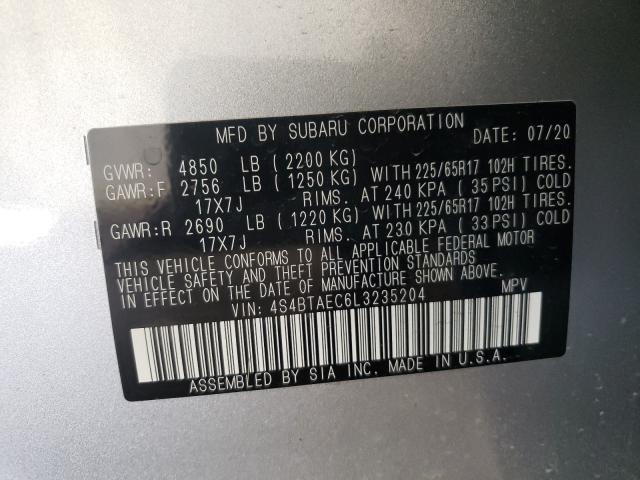 MFD BY SUBARU CORPORATION DATE: 07/20
GVWR: 4850 LB (2200 KG)
GAWR:F 2756 LB (1250 KG) WITH 225/65R17 102H TIRES.
17X7J RIMS. AT 240 KPA (35 PSI) COLD
GAWR:R 2690 LB (1220 KG) WITH 225/65R17 102H TIRES.
17X7J RIMS. AT 230 KPA (33 PSI) COLD
THIS VEHICLE CONFORMS TO ALL APPLICABLE FEDERAL MOTOR
VEHICLE SAFETY AND THEFT PREVENTION STANDARDS
IN EFFECT ON THE DATE OF MANUFACTURE SHOWN ABOVE.
VIN: 4S4BTAEC6L3235204 MPV
ASSEMBLED BY SIA INC. MADE IN U.S.A.